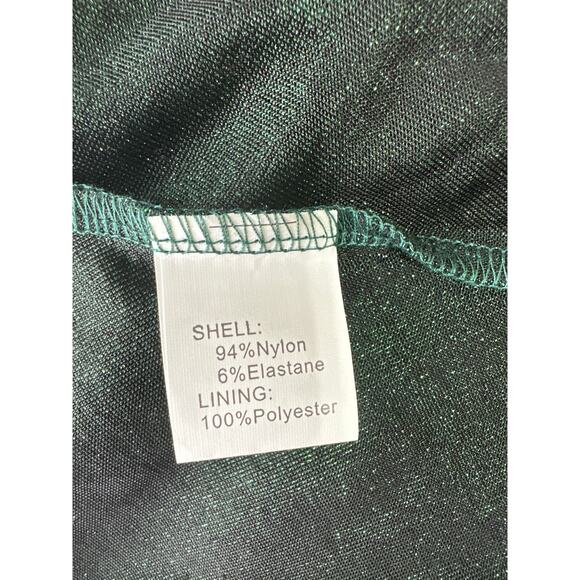 SHELL:
94%Nylon
6%Elastane
LINING:
100%Polyester